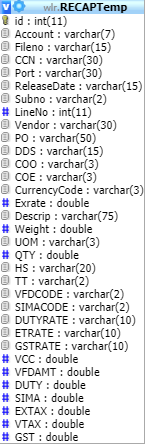 wlr.RECAPTemp
id : int(11)
Account : varchar(7)
Fileno : varchar(15)
CCN : varchar(30)
Port : varchar(30)
ReleaseDate : varchar(15)
Subno : varchar(2)
LineNo : int(11)
Vendor : varchar(30)
PO : varchar(50)
DDS : varchar(15)
COO : varchar(3)
COE : varchar(3)
CurrencyCode : varchar(3)
Exrate : double
Descrip : varchar(75)
Weight : double
UOM : varchar(3)
QTY : double
HS : varchar(20)
TT : varchar(2)
VFDCODE : varchar(2)
SIMACODE : varchar(2)
DUTYRATE : varchar(10)
ETRATE : varchar(10)
GSTRATE : varchar(10)
VCC : double
VFDAMT : double
DUTY : double
SIMA : double
EXTAX : double
VTAX : double
GST : double